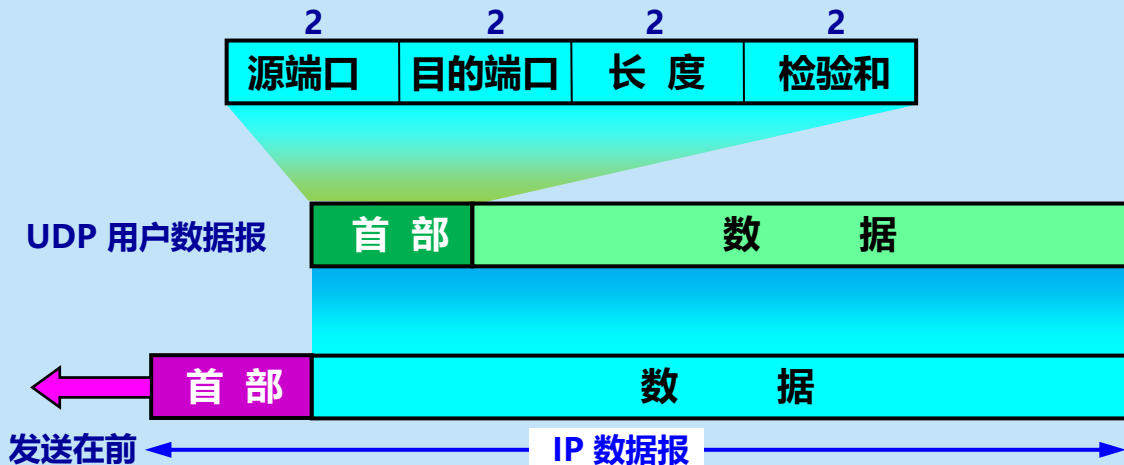 2 2 2 2
源端口 目的端口 长 度 检验和
UDP 用户数据报 首 部 数 据
首 部 数 据
发送在前 IP 数据报